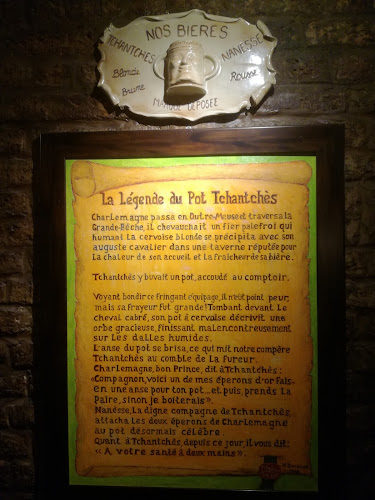 NOS BIERES
TCHANTCHÈS
NANESSE
Blonde
Brune
Rousse
MARQUE DEPOSÉE
La Légende du Pot Tchantchès
Charlemagne passa en Outre-Meuse et traversa la
Grande-Bêche, il chevauchait un fier palefroi qui
humant la cervoise blonde se précipita avec son
auguste cavalier dans une taverne réputée pour
la chaleur de son accueil et la fraicheur de sa bière.
Tchantchès y buvait un pot, accoudé au comptoir.
Voyant bondir ce fringant équipage, il n'eût point peur,
mais sa frayeur fut grande! Tombant devant le
cheval cabré, son pot à cervoise décrivit une
orbe gracieuse, finissant malencontreusement
sur les dalles humides.
L'anse du pot se brisa, ce qui mit notre compère
Tchantchès au comble de la fureur.
Charlemagne, bon Prince, dit à Tchantchès:
«Compagnon, voici un de mes éperons d'or Fais-
en une anse pour ton pot...et puis, prends la
Paire, sinon je boiterais».
Nanèsse, la digne compagne de Tchantchès,
attacha les deux éperons de Charlemagne
au pot désormais célèbre.
Quant à Tchantchès, depuis ce jour, il vous dit:
«A votre santé à deux mains».